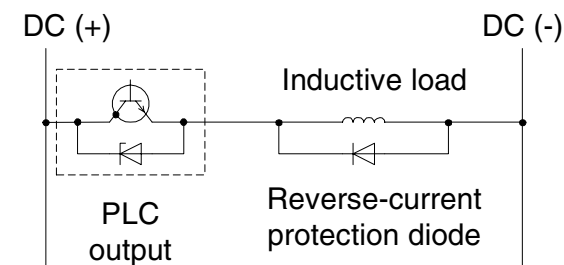 DC (+)
DC (-)
Inductive load
PLC
output
Reverse-current
protection diode